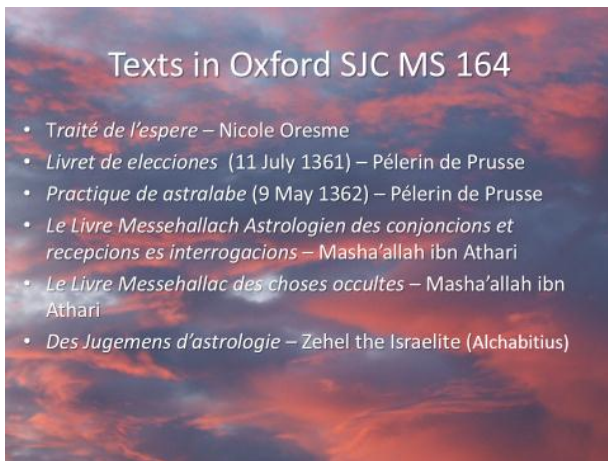 Texts in Oxford SJC MS 164
• Traité de l’espere – Nicole Oresme
• Livret de elecciones (11 July 1361) – Pélerin de Prusse
• Practique de astralabe (9 May 1362) – Pélerin de Prusse
• Le Livre Messehallach Astrologien des conjoncions et
recepcions es interrogacions – Masha’allah ibn Athari
• Le Livre Messehallac des choses occultes – Masha’allah ibn
Athari
• Des Jugemens d’astrologie – Zehel the Israelite (Alchabitius)